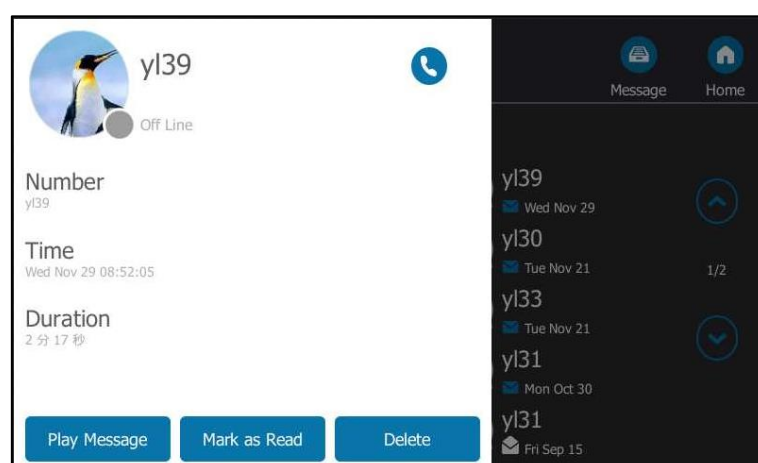 yl39
Off Line
Number
yl39
Time
Wed Nov 29 08:52:05
Duration
2 分 17 秒
Play Message
Mark as Read
Delete
Message
Home
yl39
Wed Nov 29
yl30
Tue Nov 21
1/2
yl33
Tue Nov 21
yl31
Mon Oct 30
yl31
Fri Sep 15